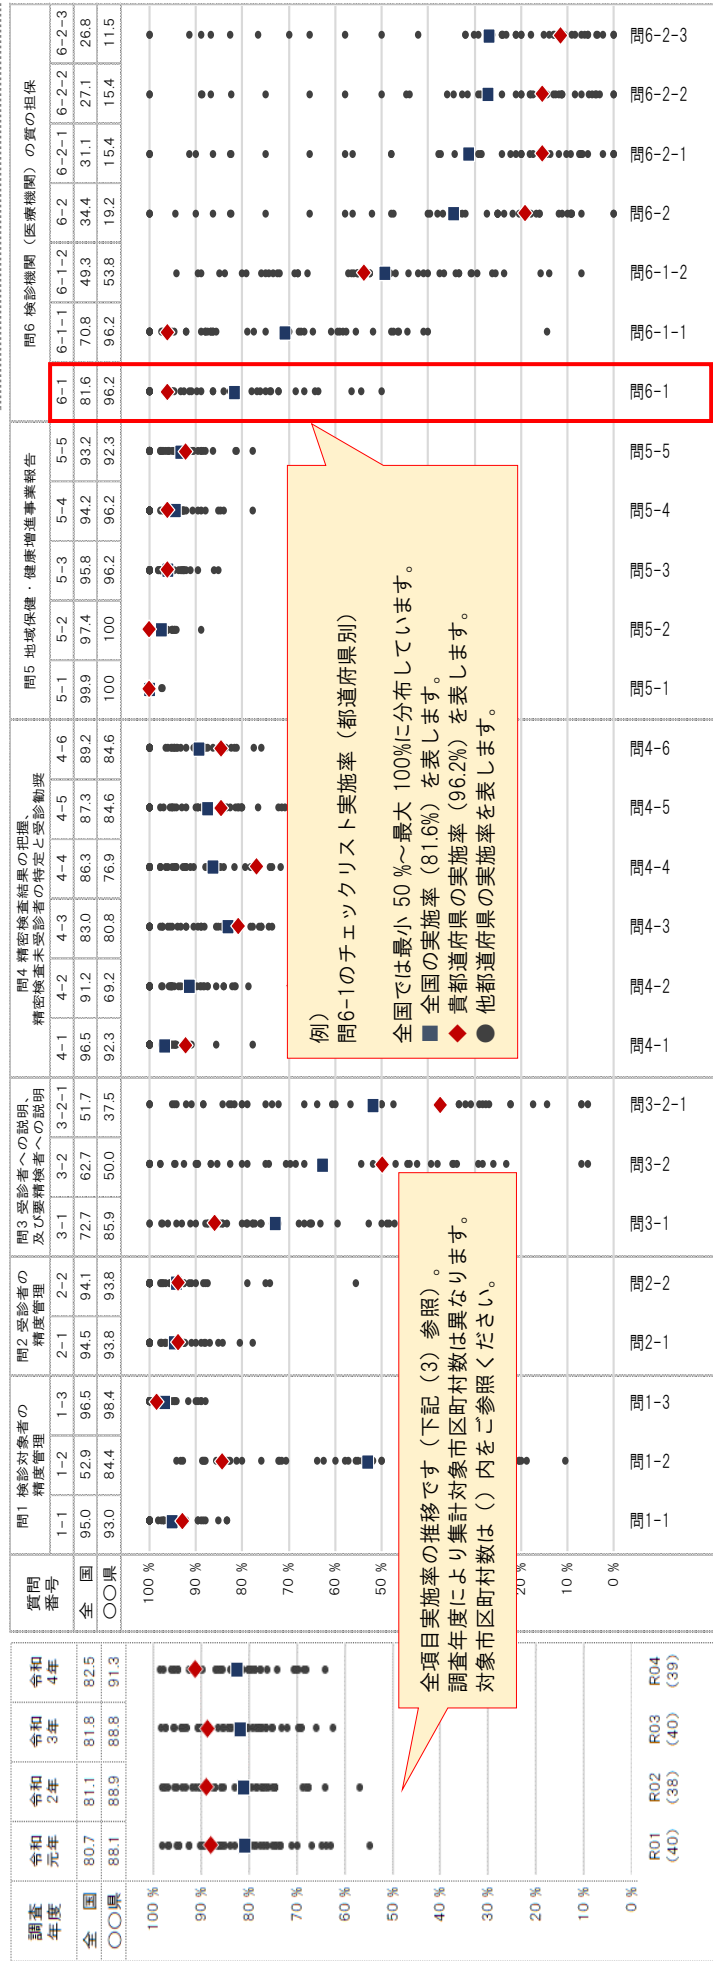 調査
年度
令和
元年
令和
2年
令和
3年
令和
4年
全 国 80.7 81.1 81.8 82.5
〇〇県 88.1 88.9 88.8 91.3
100%
90%
80%
70%
60%
50%
40%
30%
20%
10%
0%
R01
(40)
R02
(38)
R03
(40)
R04
(39)
全項目実施率の推移です(下記(3)参照)。
調査年度により集計対象市区町村数は異なります。
対象市区町村数は()内をご参照ください。
質問
番号
問1 検診対象者の
精度管理
問2 受診者の
精度管理
問3 受診者への説明、
及び要精検者への説明
問4 精密検査結果の把握、
精密検査未受診者の特定と受診勧奨
問5 地域保健・健康増進事業報告
問6 検診機関(医療機関)の質の担保
1-1 1-2 1-3 2-1 2-2 3-1 3-2 3-2-1 4-1 4-2 4-3 4-4 4-5 4-6 5-1 5-2 5-3 5-4 5-5 6-1 6-1-1 6-1-2 6-2 6-2-1 6-2-2 6-2-3
全 国 95.0 52.9 96.5 94.5 94.1 72.7 62.7 51.7 96.5 91.2 83.0 86.3 87.3 89.2 99.9 97.4 95.8 94.2 93.2 81.6 70.8 49.3 34.4 31.1 27.1 26.8
〇〇県 93.0 84.4 98.4 93.8 93.8 85.9 50.0 37.5 92.3 69.2 80.8 76.9 84.6 84.6 100 100 96.2 96.2 92.3 96.2 96.2 53.8 19.2 15.4 15.4 11.5
100%
90%
80%
70%
60%
50%
20%
10%
0%
問1-1 問1-2 問1-3 問2-1 問2-2 問3-1 問3-2 問3-2-1 問4-1 問4-2 問4-3 問4-4 問4-5 問4-6 問5-1 問5-2 問5-3 問5-4 問5-5 問6-1 問6-1-1 問6-1-2 問6-2 問6-2-1 問6-2-2 問6-2-3
例)
問6-1のチェックリスト実施率(都道府県別)
全国では最小 50 %~最大 100%に分布しています。
■ 全国の実施率(81.6%)を表します。
◆ 貴都道府県の実施率(96.2%)を表します。
● 他都道府県の実施率を表します。